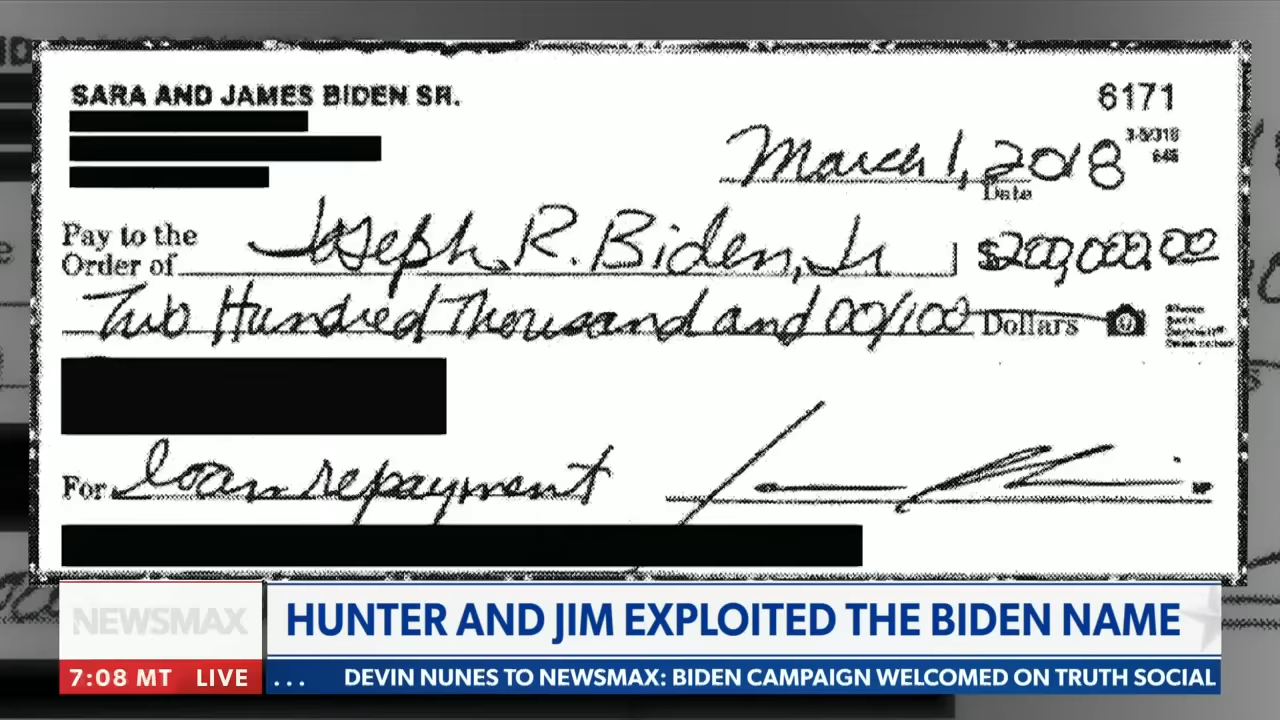 SARA AND JAMES BIDEN SR.
6171
March 1, 2018
Date
Pay to the
Order of Joseph R. Biden, Jr $200,000.00
Two Hundred Thousand and 00/100 Dollars
For loan repayment
NEWSMAX
HUNTER AND JIM EXPLOITED THE BIDEN NAME
7:08 MT LIVE
... DEVIN NUNES TO NEWSMAX: BIDEN CAMPAIGN WELCOMED ON TRUTH SOCIAL